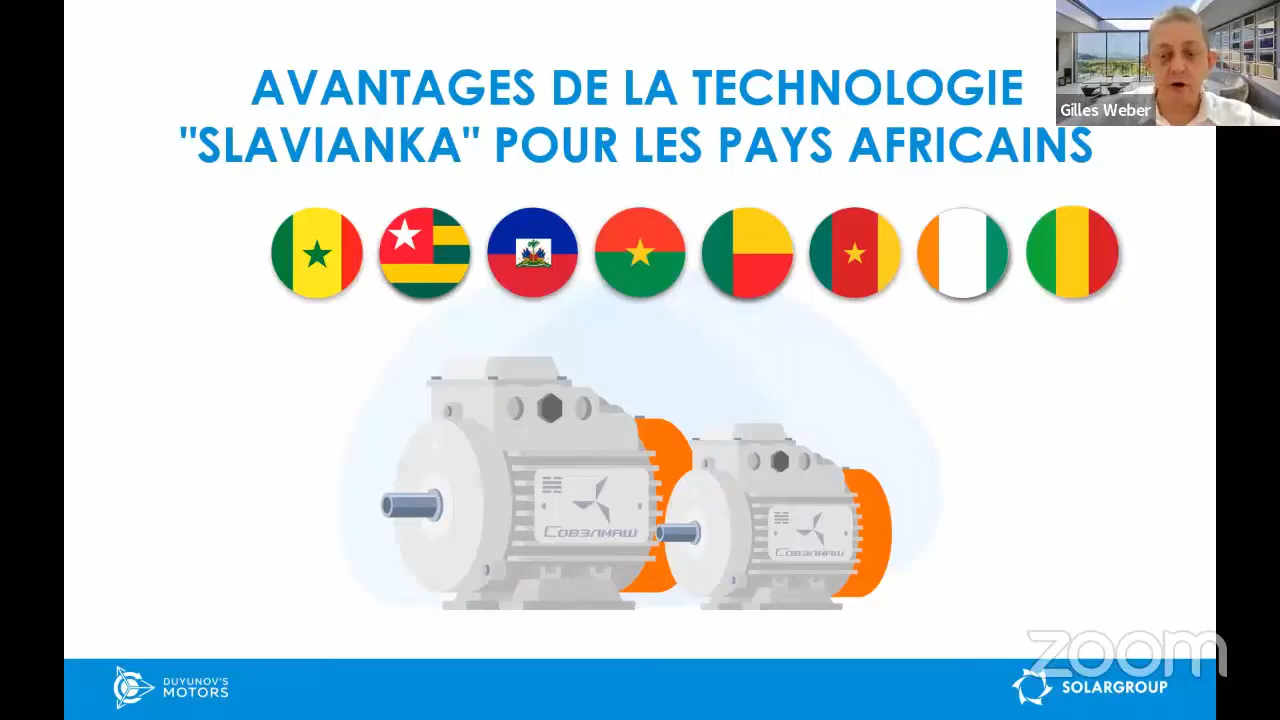 AVANTAGES DE LA TECHNOLOGIE
"SLAVIANKA" POUR LES PAYS AFRICAINS
Gilles Weber
СОВЭЛМАШ
СОВЭЛМАШ
zoom
DUYUNOV'S
MOTORS
SOLARGROUP